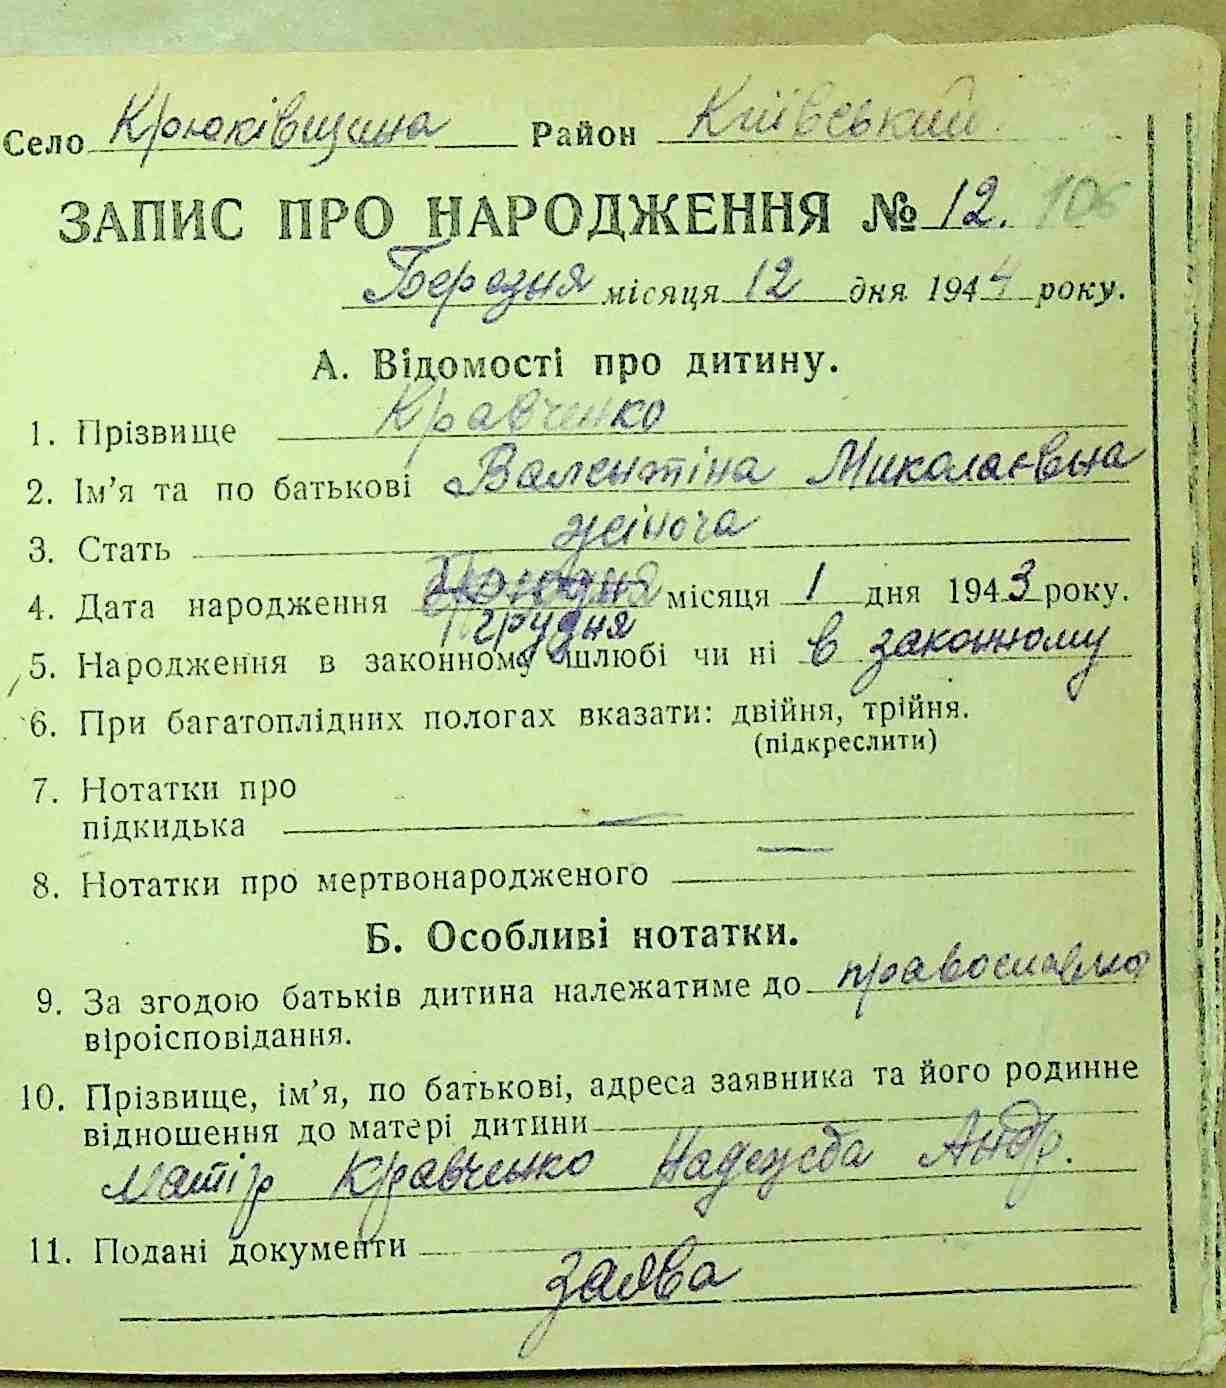 Село Крюківщина Район Київський
ЗАПИС ПРО НАРОДЖЕННЯ № 12. 106
Березня місяця 12 дня 1944 року.
А. Відомості про дитину.
1. Прізвище Кравченко
2. Ім'я та по батькові Валентіна Миколаєвна
3. Стать жіноча
4. Дата народження місяця 1 дня 1943 року.
грудня
5. Народження в законному шлюбі чи ні в законному
6. При багатоплідних пологах вказати: двійня, трійня.
(підкреслити)
7. Нотатки про
підкидька —
8. Нотатки про мертвонародженого —
Б. Особливі нотатки.
9. За згодою батьків дитина належатиме до православної
віроісповідання.
10. Прізвище, ім'я, по батькові, адреса заявника та його родинне
відношення до матері дитини
матір Кравченко Надежда Андр.
11. Подані документи
заява